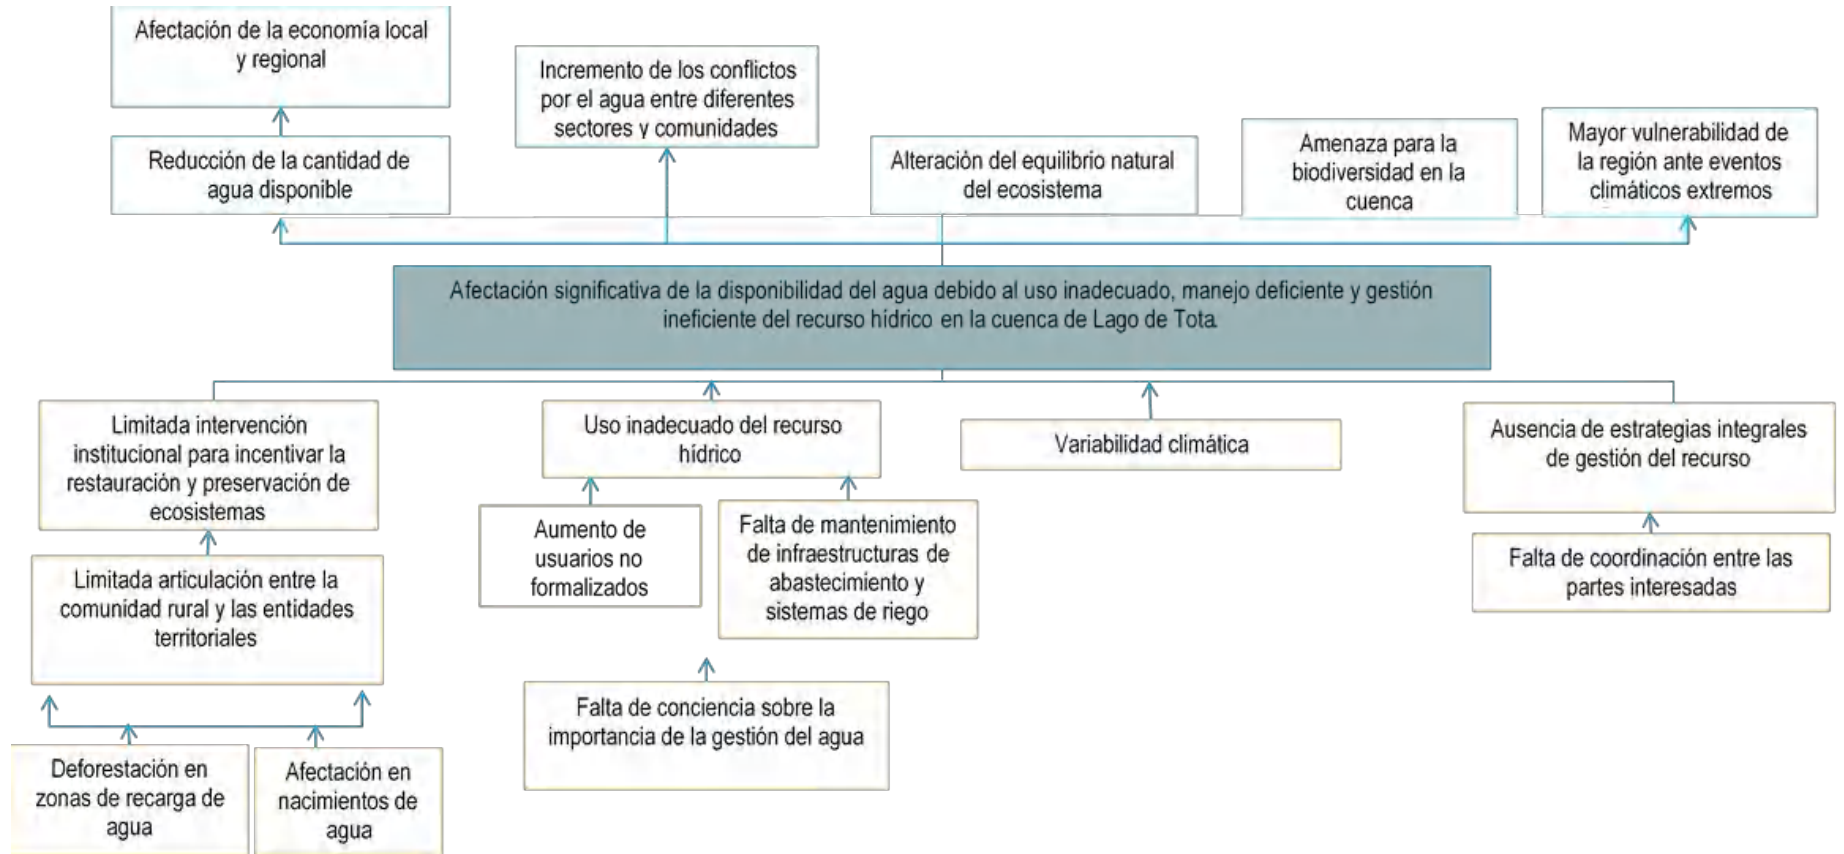 Afectación de la economía local
y regional
Incremento de los conflictos
por el agua entre diferentes
sectores y comunidades
Reducción de la cantidad de
agua disponible
Alteración del equilibrio natural
del ecosistema
Amenaza para la
biodiversidad en la
cuenca
Mayor vulnerabilidad de
la región ante eventos
climáticos extremos
Afectación significativa de la disponibilidad del agua debido al uso inadecuado, manejo deficiente y gestión
ineficiente del recurso hídrico en la cuenca de Lago de Tota
Limitada intervención
institucional para incentivar la
restauración y preservación de
ecosistemas
Uso inadecuado del recurso
hídrico
Variabilidad climática
Ausencia de estrategias integrales
de gestión del recurso
Limitada articulación entre la
comunidad rural y las entidades
territoriales
Aumento de
usuarios no
formalizados
Falta de mantenimiento
de infraestructuras de
abastecimiento y
sistemas de riego
Falta de coordinación entre las
partes interesadas
Falta de conciencia sobre la
importancia de la gestión del agua
Deforestación en
zonas de recarga de
agua
Afectación en
nacimientos de
agua